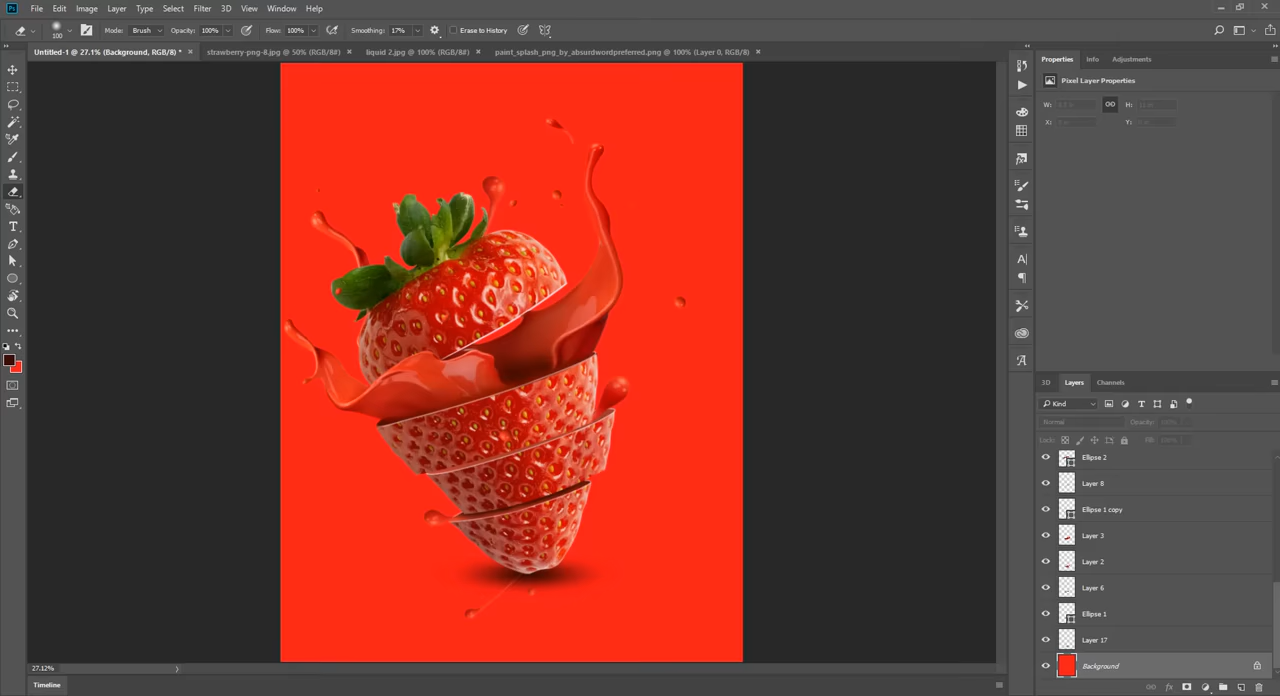 Ps File Edit Image Layer Type Select Filter 3D View Window Help
100 Mode: Brush Opacity: 100% Flow: 100% Smoothing: 17% Erase to History
Untitled-1 @ 27.1% (Background, RGB/8) * × strawberry-png-8.jpg @ 50% (RGB/8#) × liquid 2.jpg @ 100% (RGB/8#) × paint_splash_png_by_absurdwordpreferred.png @ 100% (Layer 0, RGB/8) ×
Properties Info Adjustments
Pixel Layer Properties
W: H:
X: Y:
3D Layers Channels
Kind
Normal Opacity: 100%
Lock: Fill: 100%
Ellipse 2
Layer 8
Ellipse 1 copy
Layer 3
Layer 2
Layer 6
Ellipse 1
Layer 17
Background
27.12%
Timeline